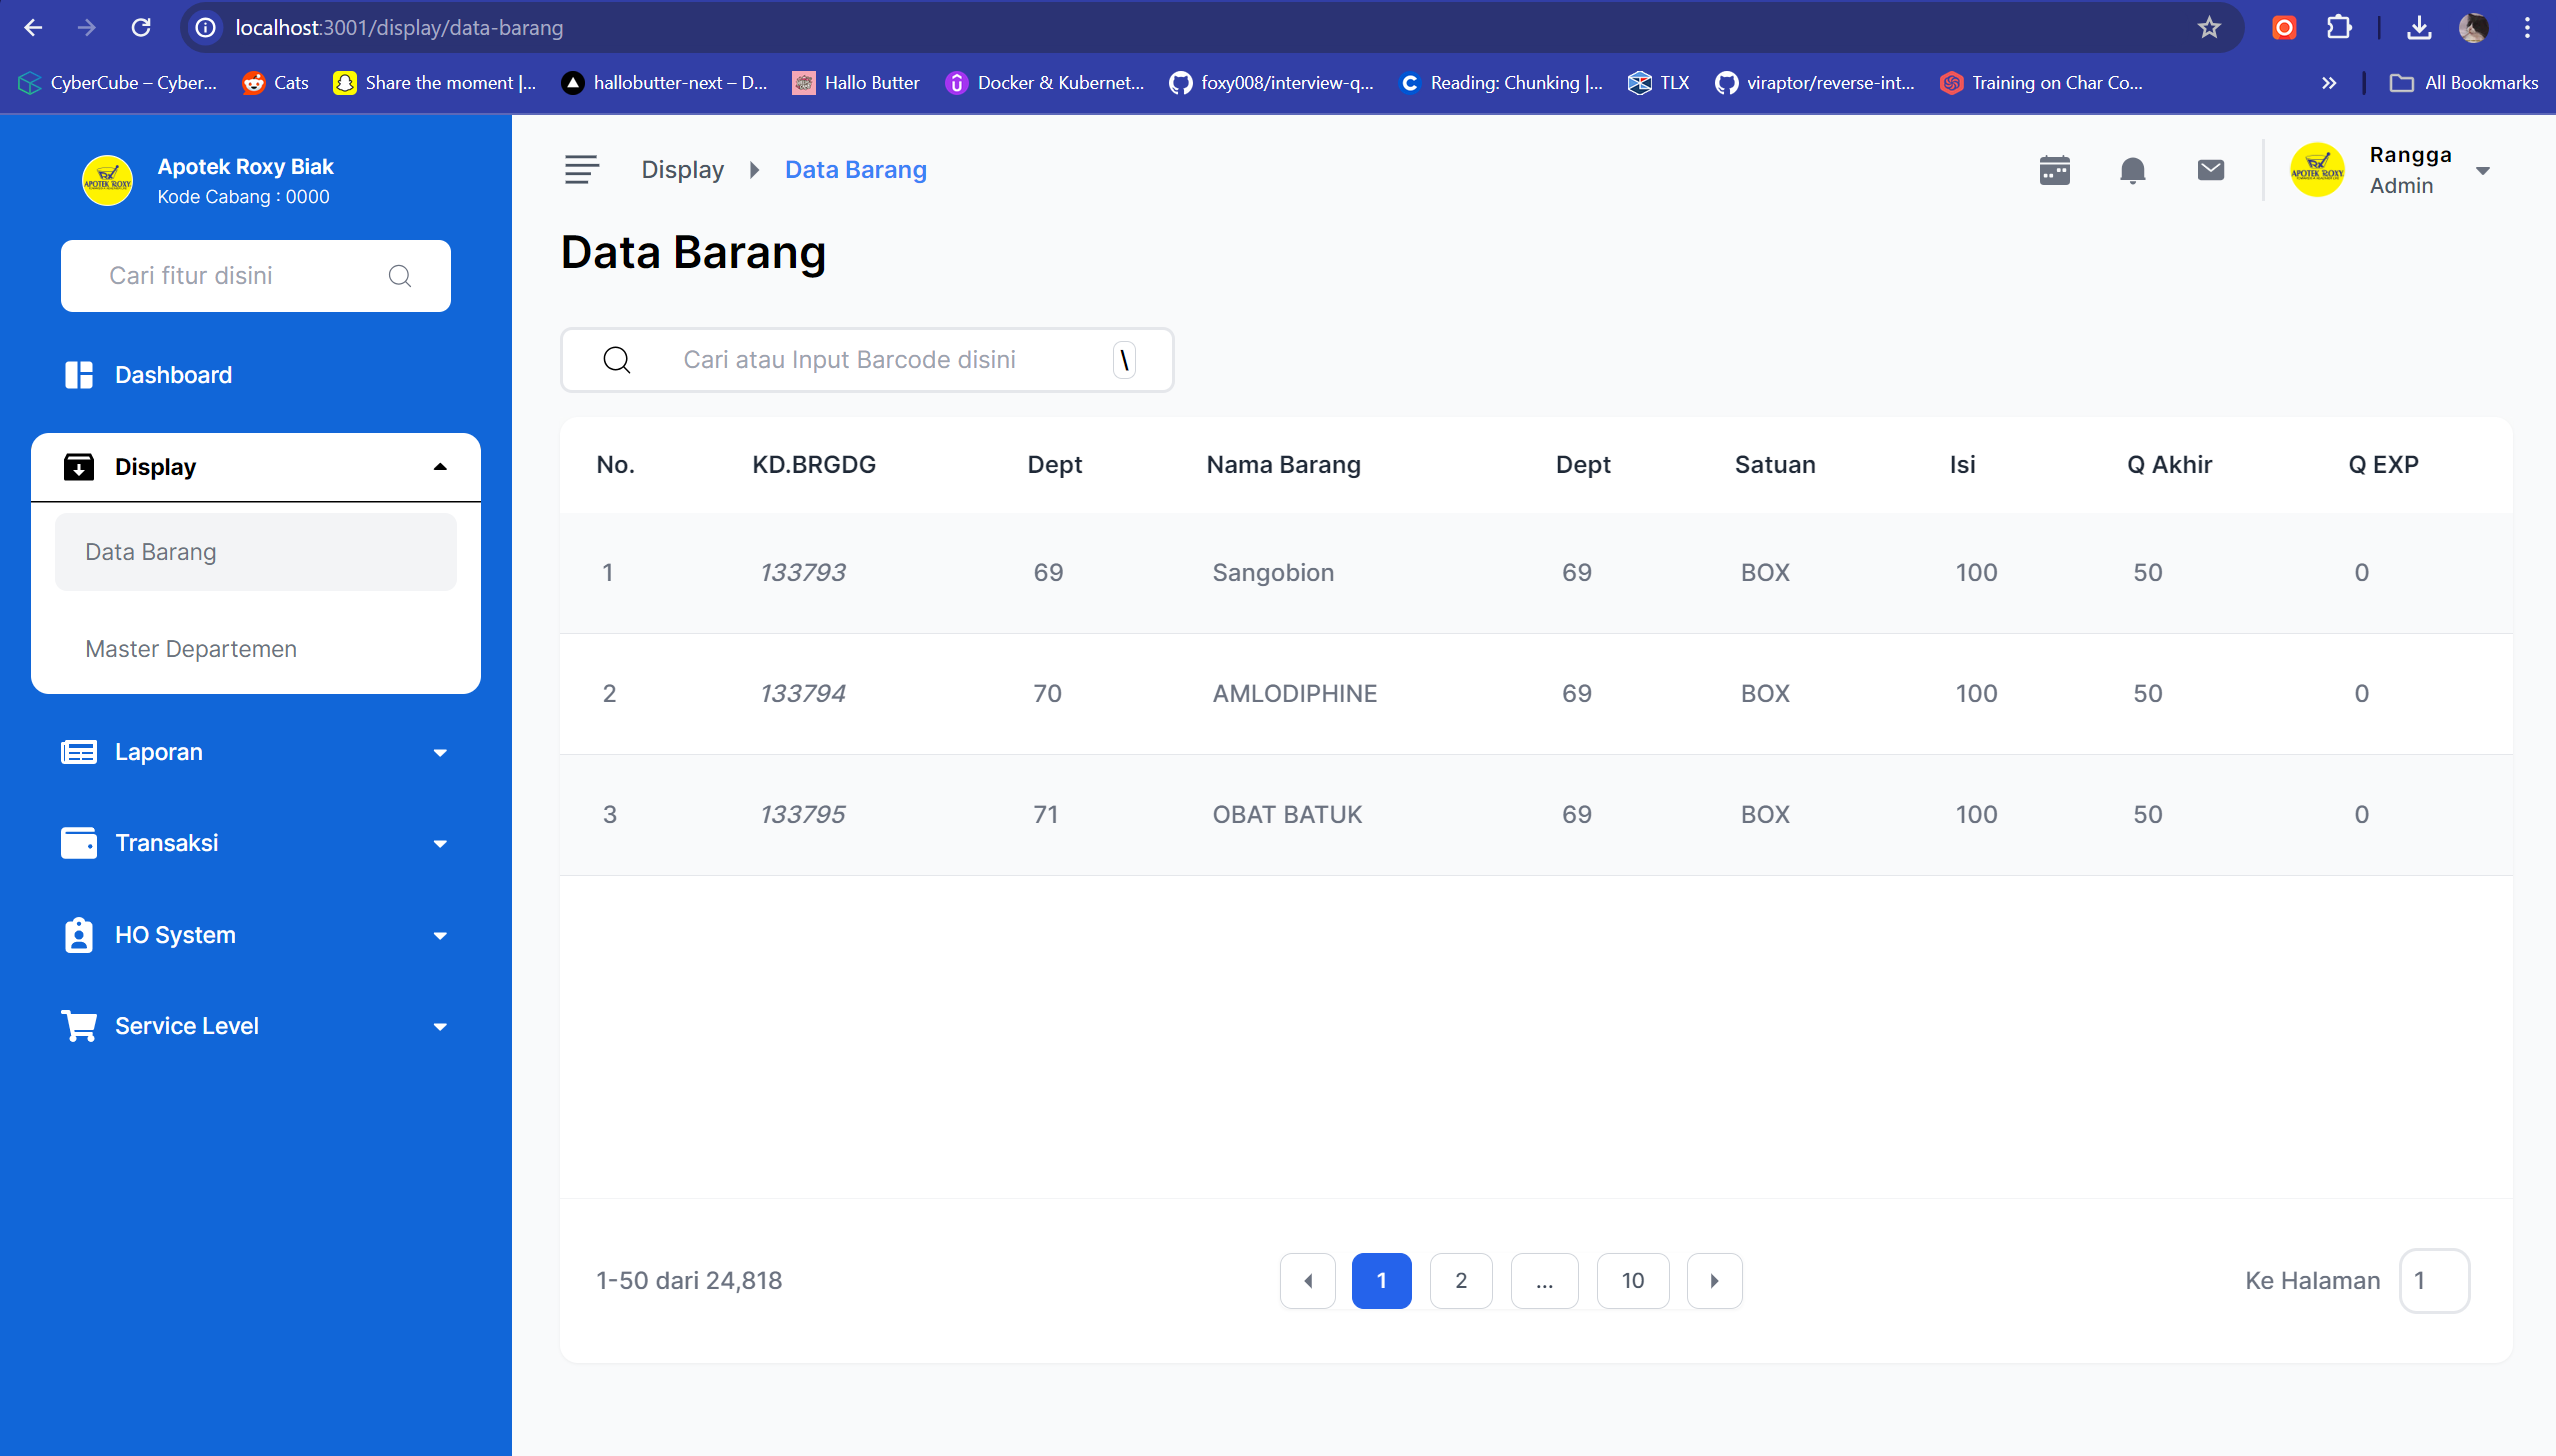 localhost:3001/display/data-barang
CyberCube – Cyber... Cats Share the moment |... hallobutter-next – D... Hallo Butter Docker & Kubernet... foxy008/interview-q... Reading: Chunking |... TLX viraptor/reverse-int... Training on Char Co... » All Bookmarks
APOTEK ROXY
Apotek Roxy Biak
Kode Cabang : 0000
Cari fitur disini
Dashboard
Display
Data Barang
Master Departemen
Laporan
Transaksi
HO System
Service Level
Display Data Barang
APOTEK ROXY
Rangga
Admin
Data Barang
Cari atau Input Barcode disini \
No. KD.BRGDG Dept Nama Barang Dept Satuan Isi Q Akhir Q EXP
1 133793 69 Sangobion 69 BOX 100 50 0
2 133794 70 AMLODIPHINE 69 BOX 100 50 0
3 133795 71 OBAT BATUK 69 BOX 100 50 0
1-50 dari 24,818 1 2 ... 10 Ke Halaman 1